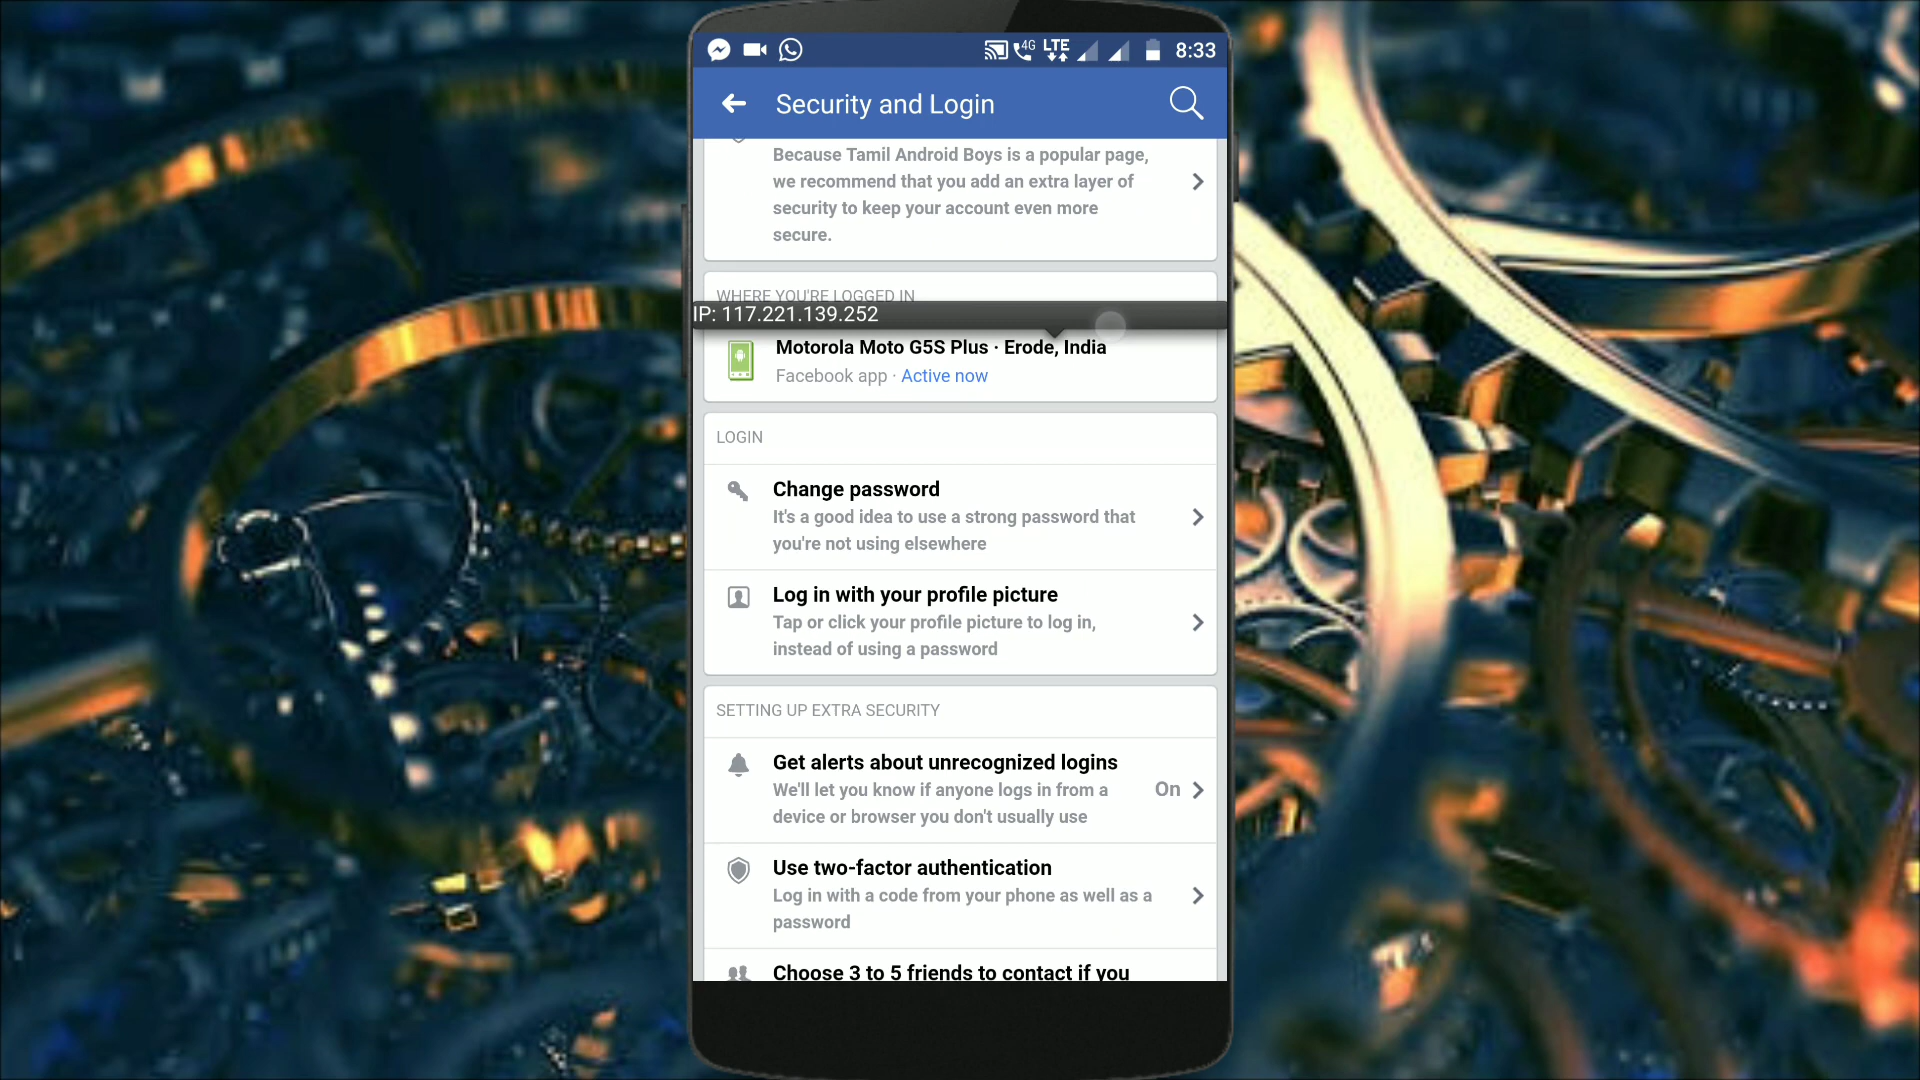 4G LTE 8:33
Security and Login
Because Tamil Android Boys is a popular page,
we recommend that you add an extra layer of
security to keep your account even more
secure.
WHERE YOU'RE LOGGED IN
IP: 117.221.139.252
Motorola Moto G5S Plus · Erode, India
Facebook app · Active now
LOGIN
Change password
It's a good idea to use a strong password that
you're not using elsewhere
Log in with your profile picture
Tap or click your profile picture to log in,
instead of using a password
SETTING UP EXTRA SECURITY
Get alerts about unrecognized logins
We'll let you know if anyone logs in from a
device or browser you don't usually use
On
Use two-factor authentication
Log in with a code from your phone as well as a
password
Choose 3 to 5 friends to contact if you